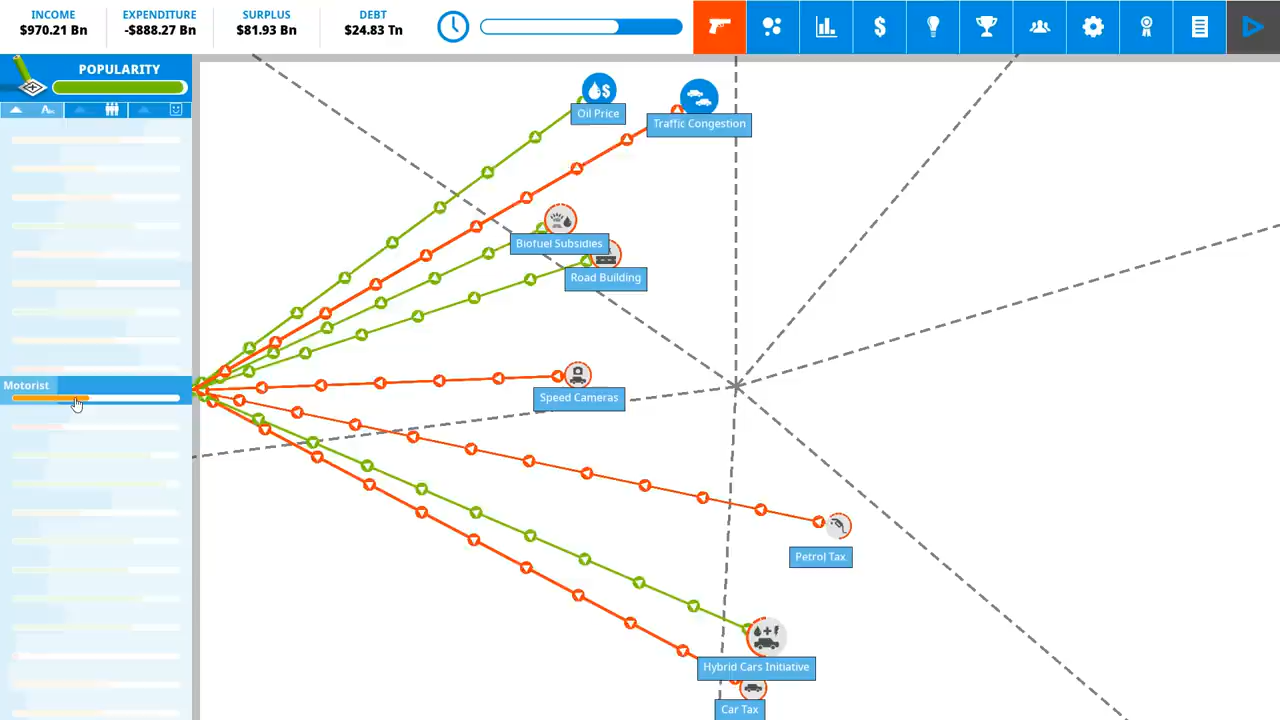 INCOME
$970.21 Bn
EXPENDITURE
-$888.27 Bn
SURPLUS
$81.93 Bn
DEBT
$24.83 Tn
POPULARITY
Oil Price
Traffic Congestion
Biofuel Subsidies
Road Building
Motorist
Speed Cameras
Petrol Tax
Hybrid Cars Initiative
Car Tax